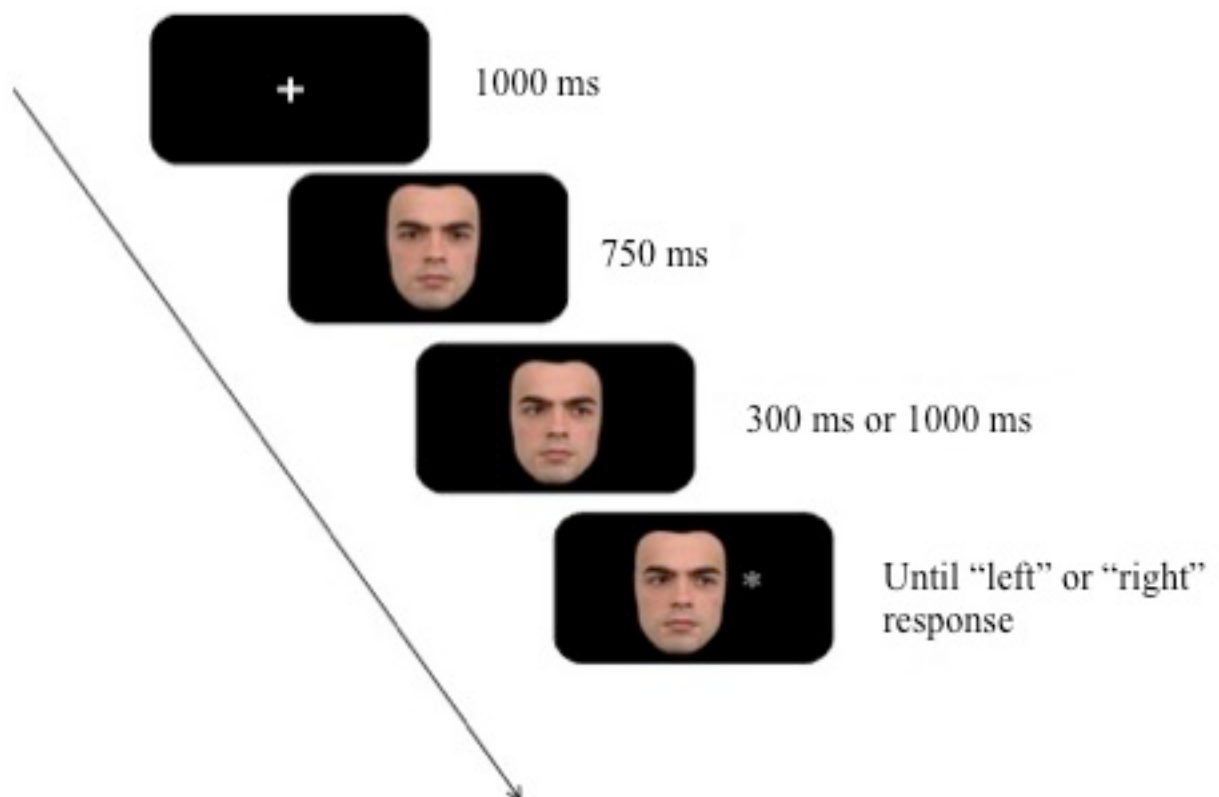 1000 ms
750 ms
300 ms or 1000 ms
*
Until “left” or “right”
response